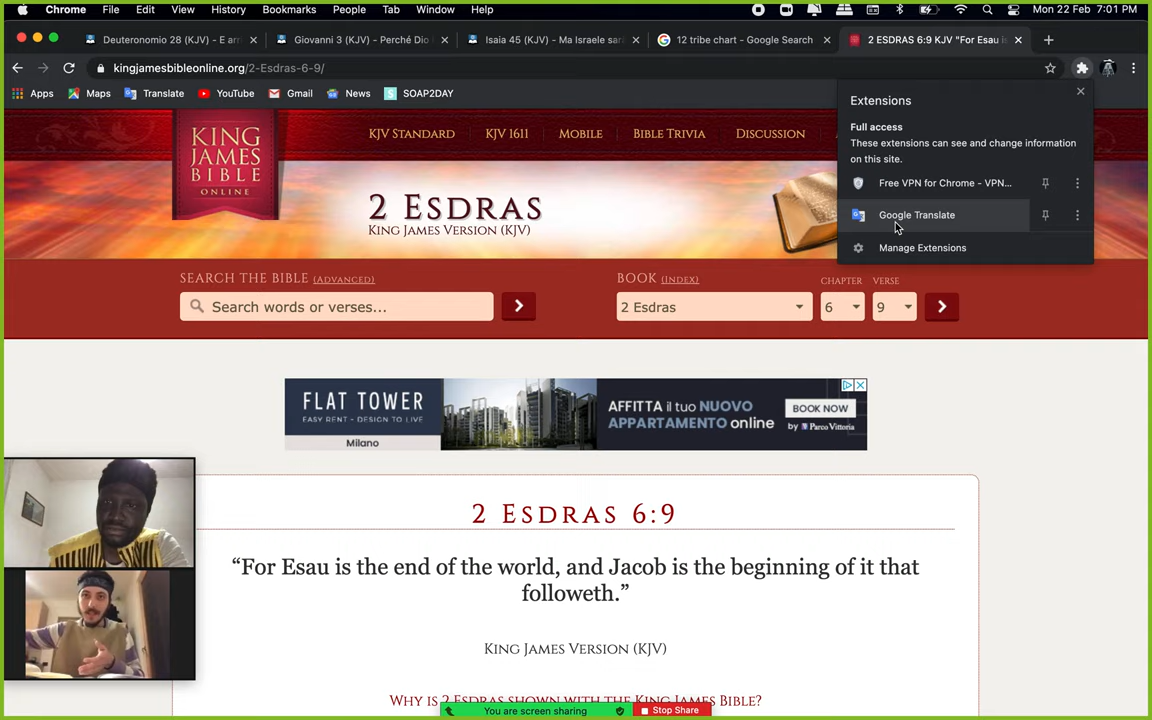 Chrome File Edit View History Bookmarks People Tab Window Help Mon 22 Feb 7:01 PM
Deuteronomio 28 (KJV) - E arr
Giovanni 3 (KJV) - Perché Dio
Isaia 45 (KJV) - Ma Israele sar
12 tribe chart - Google Search
2 ESDRAS 6:9 KJV "For Esau is
kingjamesbibleonline.org/2-Esdras-6-9/
Apps Maps Translate YouTube Gmail News SOAP2DAY
Extensions
Full access
These extensions can see and change information
on this site.
Free VPN for Chrome - VPN...
Google Translate
Manage Extensions
KING
JAMES
BIBLE
ONLINE
KJV STANDARD KJV 1611 MOBILE BIBLE TRIVIA DISCUSSION
2 ESDRAS
KING JAMES VERSION (KJV)
SEARCH THE BIBLE (ADVANCED)
Search words or verses...
BOOK (INDEX) CHAPTER VERSE
2 Esdras 6 9
FLAT TOWER
EASY RENT - DESIGN TO LIVE
Milano
AFFITTA il tuo NUOVO
APPARTAMENTO online
BOOK NOW
by Parco Vittoria
2 ESDRAS 6:9
“For Esau is the end of the world, and Jacob is the beginning of it that
followeth.”
KING JAMES VERSION (KJV)
WHY IS 2 ESDRAS SHOWN WITH THE KING JAMES BIBLE?
You are screen sharing Stop Share